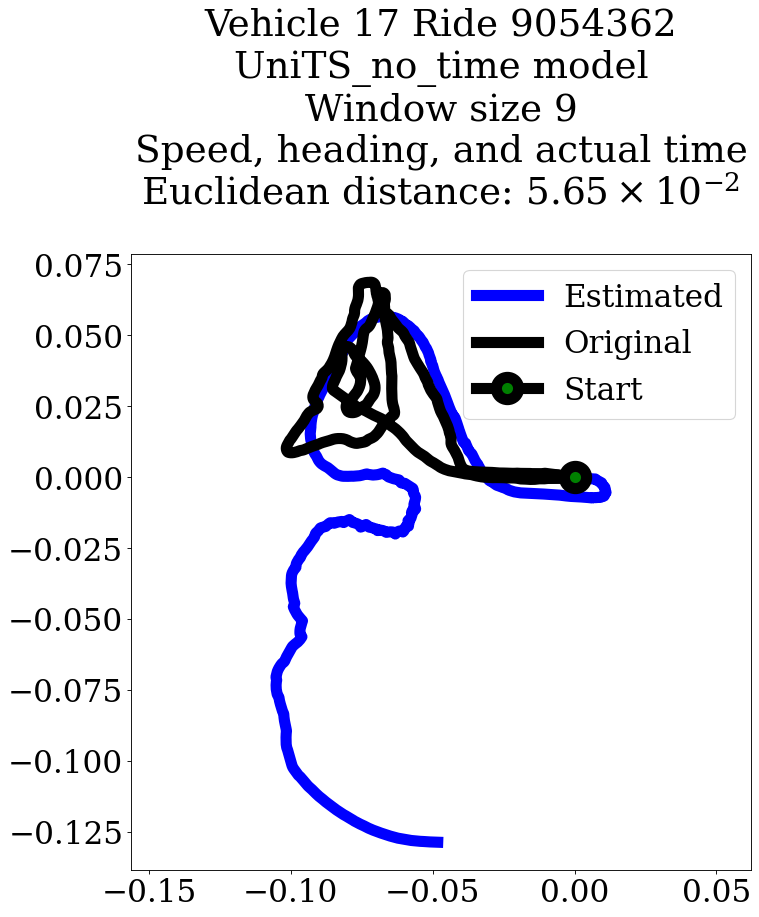 Vehicle 17 Ride 9054362
UniTS_no_time model
Window size 9
Speed, heading, and actual time
Euclidean distance: 5.65 × 10⁻²
Estimated
Original
Start
0.075
0.050
0.025
0.000
−0.025
−0.050
−0.075
−0.100
−0.125
−0.15 −0.10 −0.05 0.00 0.05